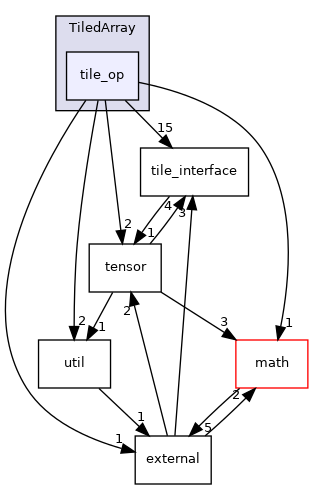 TiledArray
tile_op
15
tile_interface
4
3
2
1
tensor
3
2
1
1
2
util
math
2
1
5
1
external